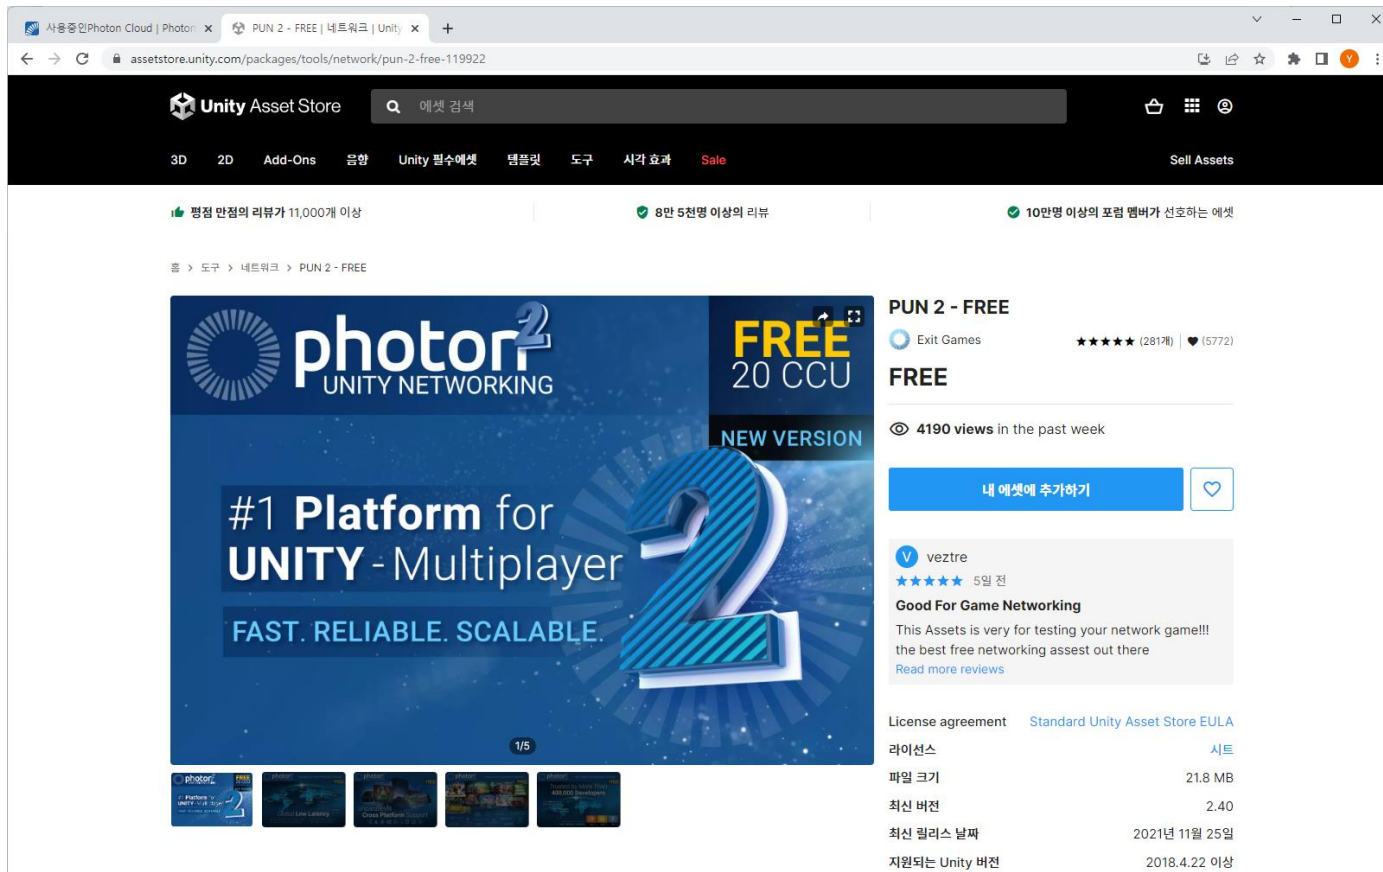 사용중인Photon Cloud | Photon
PUN 2 - FREE | 네트워크 | Unity
assetstore.unity.com/packages/tools/network/pun-2-free-119922
Y
Unity Asset Store
에셋 검색
3D 2D Add-Ons 음향 Unity 필수에셋 템플릿 도구 시각 효과 Sale Sell Assets
평점 만점의 리뷰가 11,000개 이상
8만 5천명 이상의 리뷰
10만명 이상의 포럼 멤버가 선호하는 에셋
홈 > 도구 > 네트워크 > PUN 2 - FREE
photon2
UNITY NETWORKING
FREE
20 CCU
NEW VERSION
#1 Platform for
UNITY - Multiplayer
FAST. RELIABLE. SCALABLE.
2
1/5
PUN 2 - FREE
Exit Games
★★★★★ (281개) | (5772)
FREE
4190 views in the past week
내 에셋에 추가하기
V veztre
★★★★★ 5일 전
Good For Game Networking
This Assets is very for testing your network game!!!
the best free networking assest out there
Read more reviews
License agreement Standard Unity Asset Store EULA
라이선스 시트
파일 크기 21.8 MB
최신 버전 2.40
최신 릴리스 날짜 2021년 11월 25일
지원되는 Unity 버전 2018.4.22 이상